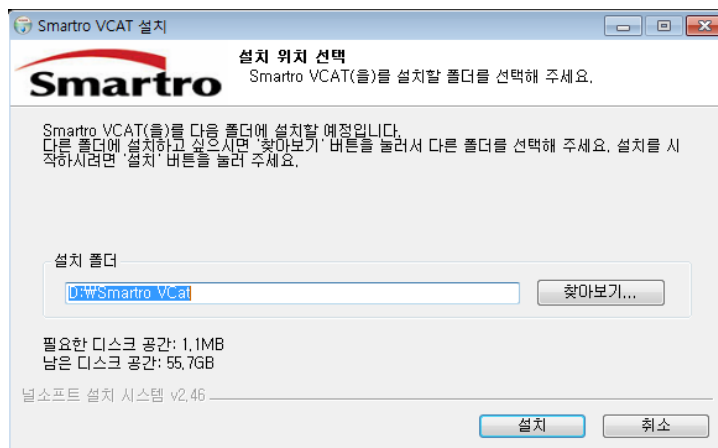 Smartro VCAT 설치
Smartro
설치 위치 선택
Smartro VCAT(을)를 설치할 폴더를 선택해 주세요.
Smartro VCAT(을)를 다음 폴더에 설치할 예정입니다.
다른 폴더에 설치하고 싶으시면 '찾아보기' 버튼을 눌러서 다른 폴더를 선택해 주세요. 설치를 시
작하시려면 '설치' 버튼을 눌러 주세요.
설치 폴더
D:₩Smartro VCat
찾아보기...
필요한 디스크 공간: 1.1MB
남은 디스크 공간: 55.7GB
널소프트 설치 시스템 v2.46
설치
취소